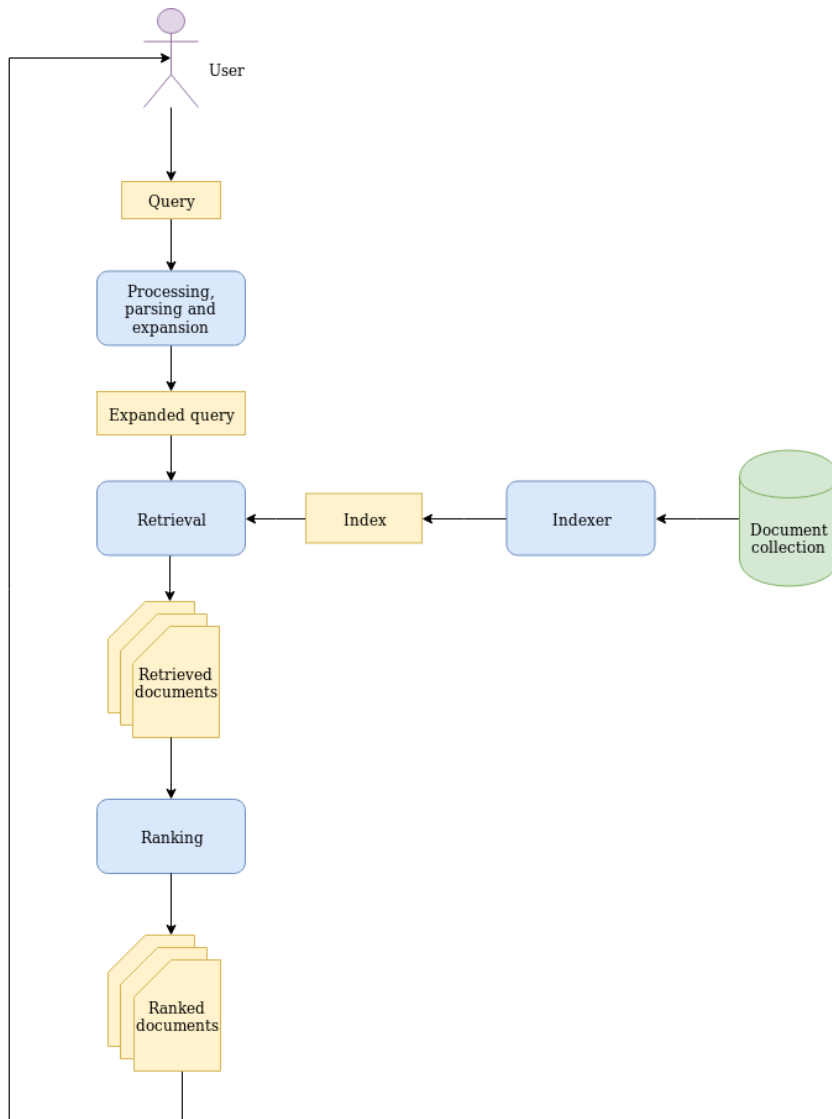 User
Query
Processing,
parsing and
expansion
Expanded query
Retrieval
Index
Indexer
Document
collection
Retrieved
documents
Ranking
Ranked
documents